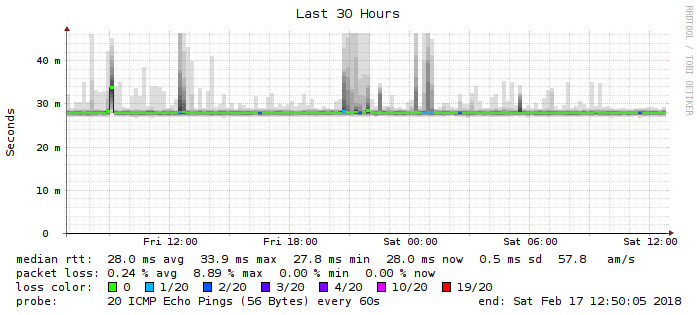 Last 30 Hours
RRDTOOL / TOBI OETIKER
Seconds
40 m
30 m
20 m
10 m
0
Fri 12:00 Fri 18:00 Sat 00:00 Sat 06:00 Sat 12:00
median rtt: 28.0 ms avg 33.9 ms max 27.8 ms min 28.0 ms now 0.5 ms sd 57.8 am/s
packet loss: 0.24 % avg 8.89 % max 0.00 % min 0.00 % now
loss color: 0 1/20 2/20 3/20 4/20 10/20 19/20
probe: 20 ICMP Echo Pings (56 Bytes) every 60s end: Sat Feb 17 12:50:05 2018